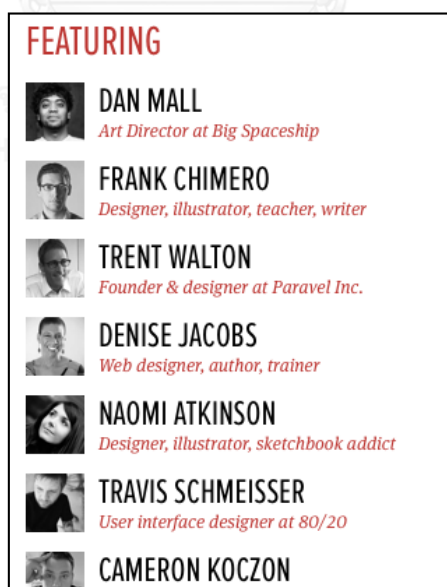 FEATURING
DAN MALL
Art Director at Big Spaceship
FRANK CHIMERO
Designer, illustrator, teacher, writer
TRENT WALTON
Founder & designer at Paravel Inc.
DENISE JACOBS
Web designer, author, trainer
NAOMI ATKINSON
Designer, illustrator, sketchbook addict
TRAVIS SCHMEISSER
User interface designer at 80/20
CAMERON KOCZON